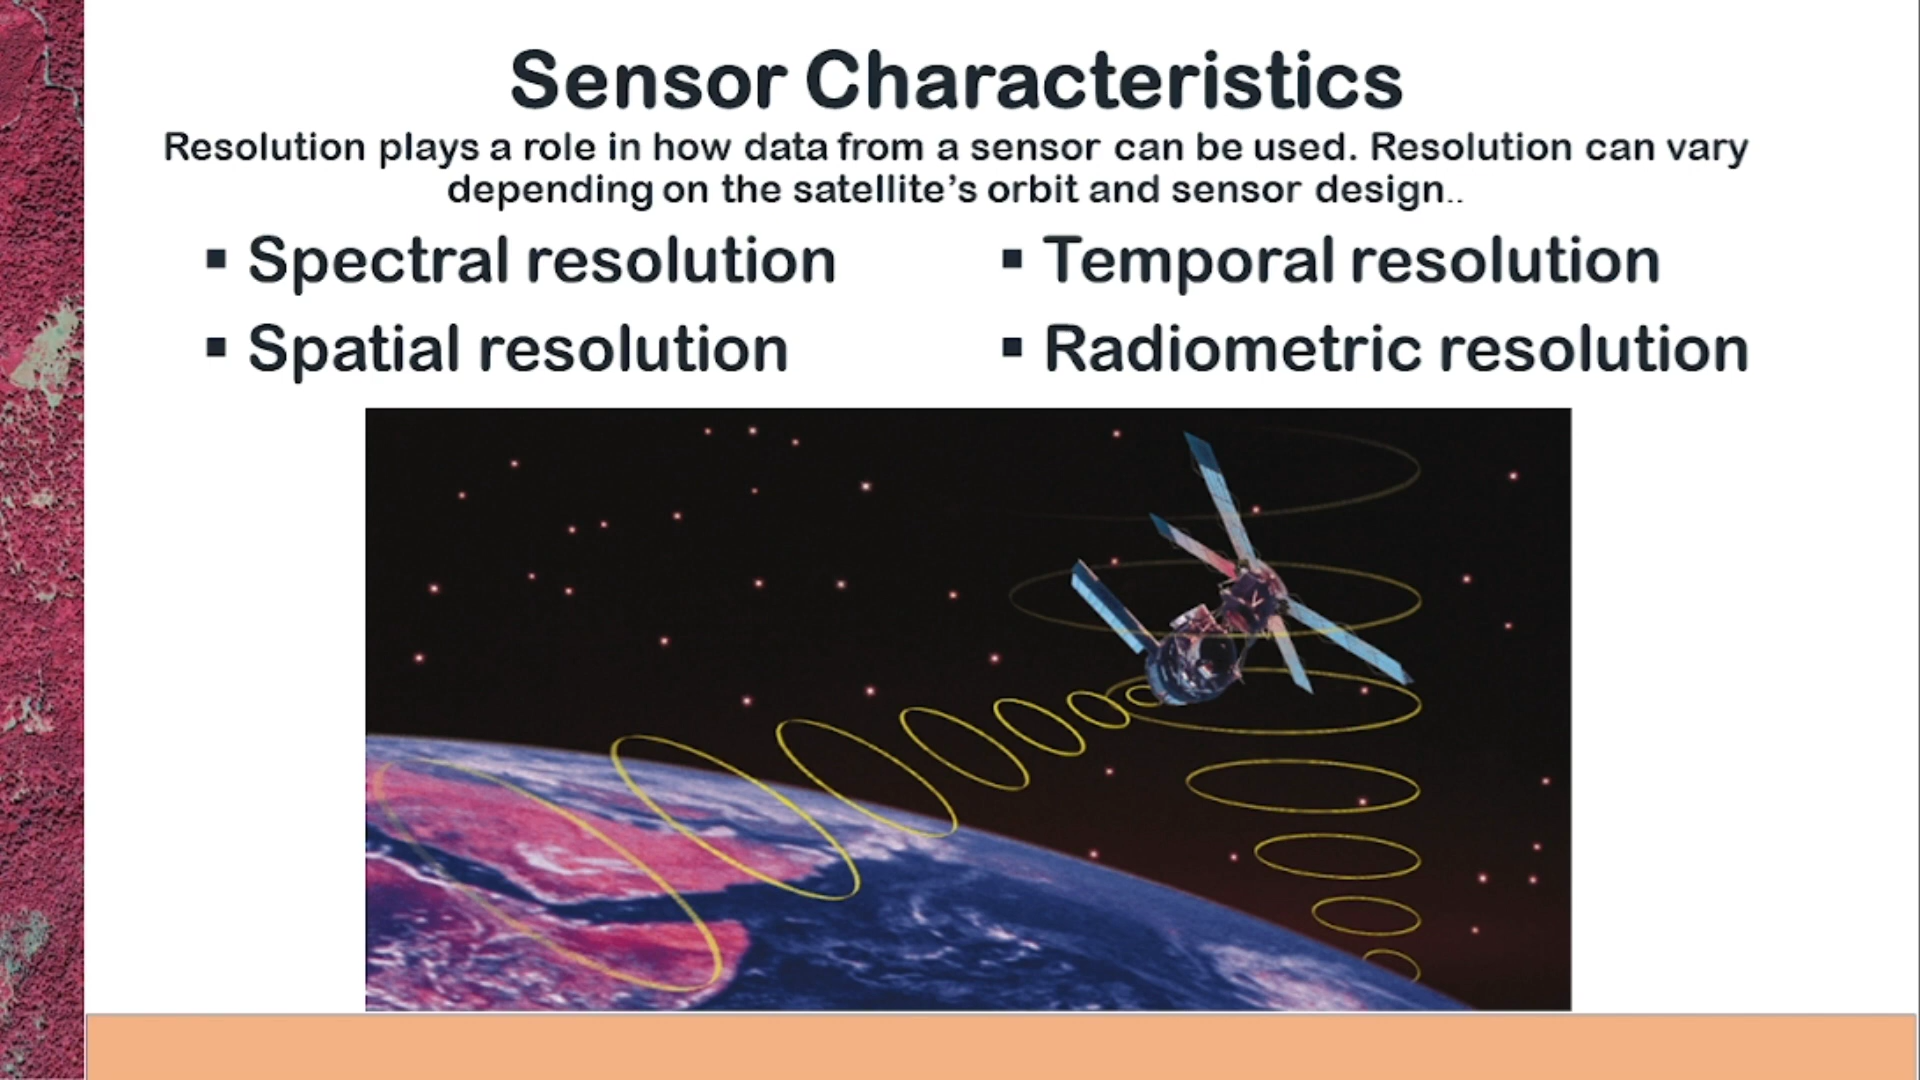 Sensor Characteristics
Resolution plays a role in how data from a sensor can be used. Resolution can vary
depending on the satellite’s orbit and sensor design..
▪ Spectral resolution
▪ Spatial resolution
▪ Temporal resolution
▪ Radiometric resolution